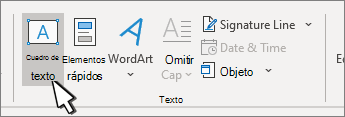 A
Cuadro de
texto
Elementos
rápidos
A
WordArt
A
Omitir
Cap
Signature Line
Date & Time
Objeto
Texto